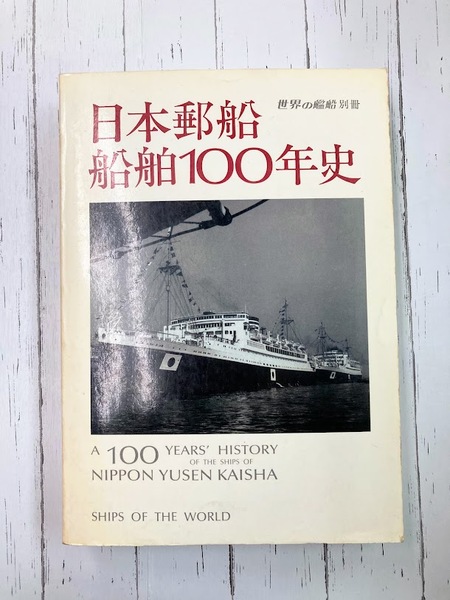 世界の艦船別冊
日本郵船
船舶100年史
A 100 YEARS' HISTORY
OF THE SHIPS OF
NIPPON YUSEN KAISHA
SHIPS OF THE WORLD